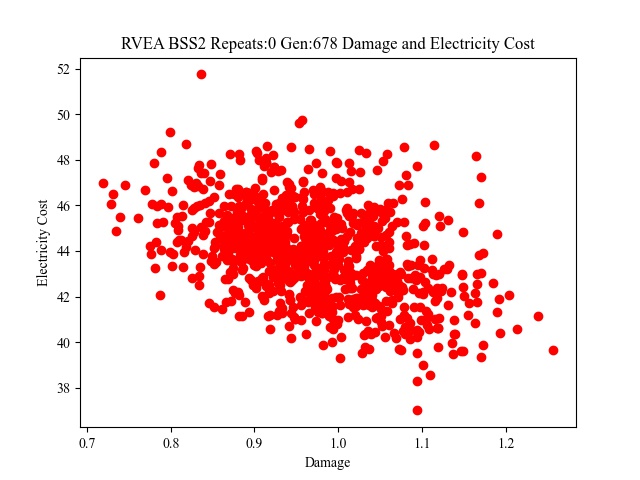 RVEA BSS2 Repeats:0 Gen:678 Damage and Electricity Cost
52
50
48
46
44
42
40
38
Electricity Cost
0.7 0.8 0.9 1.0 1.1 1.2
Damage